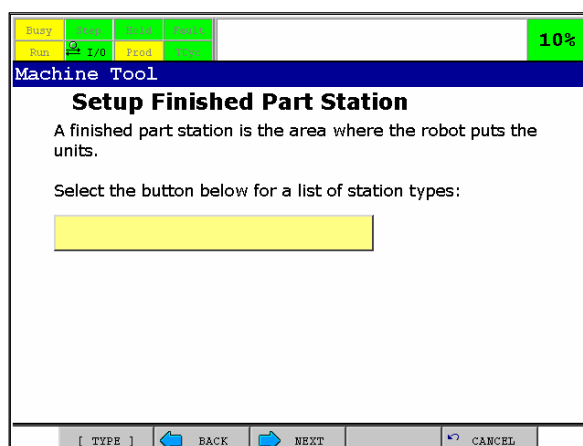 Busy Step Hold Fault
Run I/O Prod TCyc
10%
Machine Tool
Setup Finished Part Station
A finished part station is the area where the robot puts the
units.
Select the button below for a list of station types:
[ TYPE ] BACK NEXT CANCEL